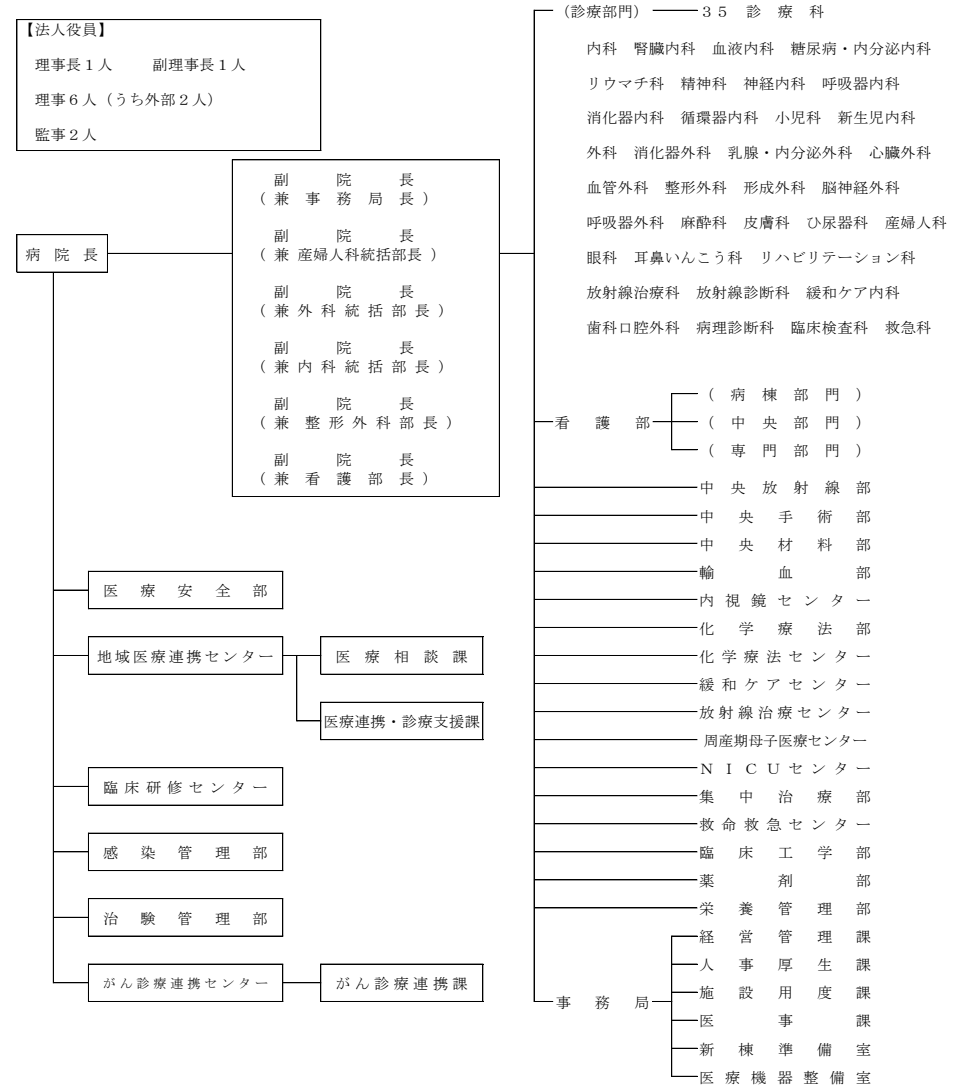 【法人役員】
理事長１人　　副理事長１人
理事６人（うち外部２人）
監事２人
病院長
副院長
（兼事務局長）
副院長
（兼産婦人科統括部長）
副院長
（兼外科統括部長）
副院長
（兼内科統括部長）
副院長
（兼整形外科部長）
副院長
（兼看護部長）
医療安全部
地域医療連携センター
医療相談課
医療連携・診療支援課
臨床研修センター
感染管理部
治験管理部
がん診療連携センター
がん診療連携課
（診療部門）
３５診療科
内科　腎臓内科　血液内科　糖尿病・内分泌内科
リウマチ科　精神科　神経内科　呼吸器内科
消化器内科　循環器内科　小児科　新生児内科
外科　消化器外科　乳腺・内分泌外科　心臓外科
血管外科　整形外科　形成外科　脳神経外科
呼吸器外科　麻酔科　皮膚科　ひ尿器科　産婦人科
眼科　耳鼻いんこう科　リハビリテーション科
放射線治療科　放射線診断科　緩和ケア内科
歯科口腔外科　病理診断科　臨床検査科　救急科
看護部
（病棟部門）
（中央部門）
（専門部門）
中央放射線部
中央手術部
中央材料部
輸血部
内視鏡センター
化学療法部
化学療法センター
緩和ケアセンター
放射線治療センター
周産期母子医療センター
ＮＩＣＵセンター
集中治療部
救命救急センター
臨床工学部
薬剤部
栄養管理部
事務局
経営管理課
人事厚生課
施設用度課
医事課
新棟準備室
医療機器整備室